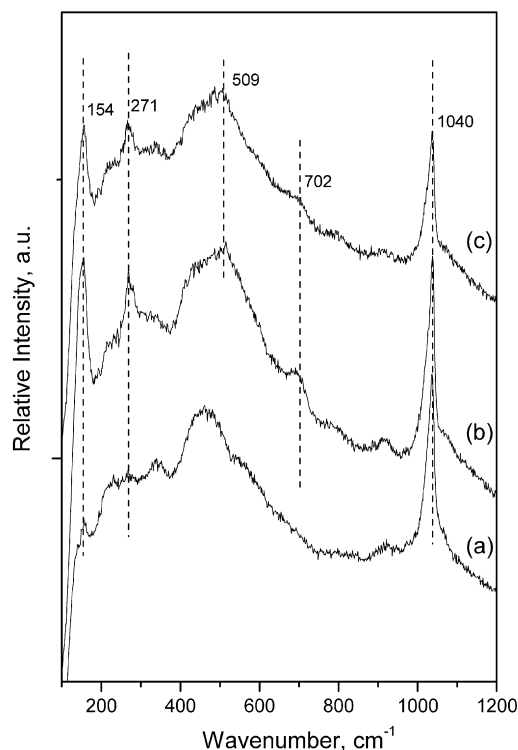 154
271
509
702
1040
(c)
(b)
(a)
Relative Intensity, a.u.
200 400 600 800 1000 1200
Wavenumber, cm⁻¹